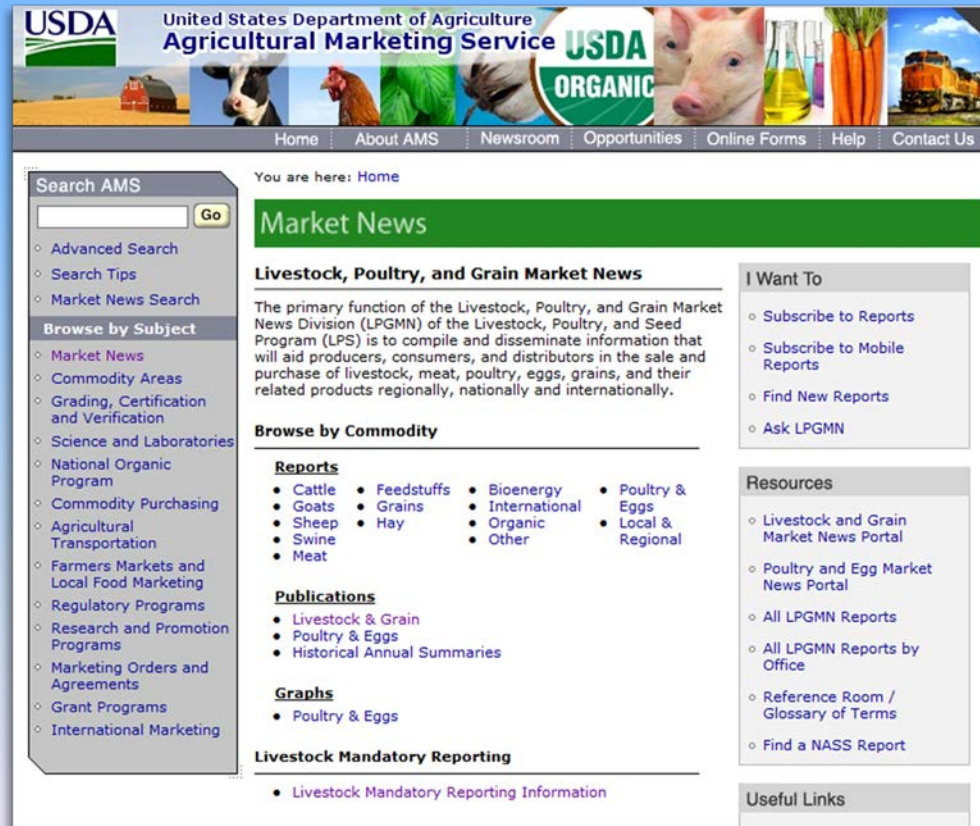 USDA
United States Department of Agriculture
Agricultural Marketing Service
USDA
ORGANIC
Home
About AMS
Newsroom
Opportunities
Online Forms
Help
Contact Us
Search AMS
Go
Advanced Search
Search Tips
Market News Search
Browse by Subject
Market News
Commodity Areas
Grading, Certification
and Verification
Science and Laboratories
National Organic
Program
Commodity Purchasing
Agricultural
Transportation
Farmers Markets and
Local Food Marketing
Regulatory Programs
Research and Promotion
Programs
Marketing Orders and
Agreements
Grant Programs
International Marketing
You are here: Home
Market News
Livestock, Poultry, and Grain Market News
The primary function of the Livestock, Poultry, and Grain Market
News Division (LPGMN) of the Livestock, Poultry, and Seed
Program (LPS) is to compile and disseminate information that
will aid producers, consumers, and distributors in the sale and
purchase of livestock, meat, poultry, eggs, grains, and their
related products regionally, nationally and internationally.
Browse by Commodity
Reports
Cattle
Goats
Sheep
Swine
Meat
Feedstuffs
Grains
Hay
Bioenergy
International
Organic
Other
Poultry &
Eggs
Local &
Regional
Publications
Livestock & Grain
Poultry & Eggs
Historical Annual Summaries
Graphs
Poultry & Eggs
Livestock Mandatory Reporting
Livestock Mandatory Reporting Information
I Want To
Subscribe to Reports
Subscribe to Mobile
Reports
Find New Reports
Ask LPGMN
Resources
Livestock and Grain
Market News Portal
Poultry and Egg Market
News Portal
All LPGMN Reports
All LPGMN Reports by
Office
Reference Room /
Glossary of Terms
Find a NASS Report
Useful Links